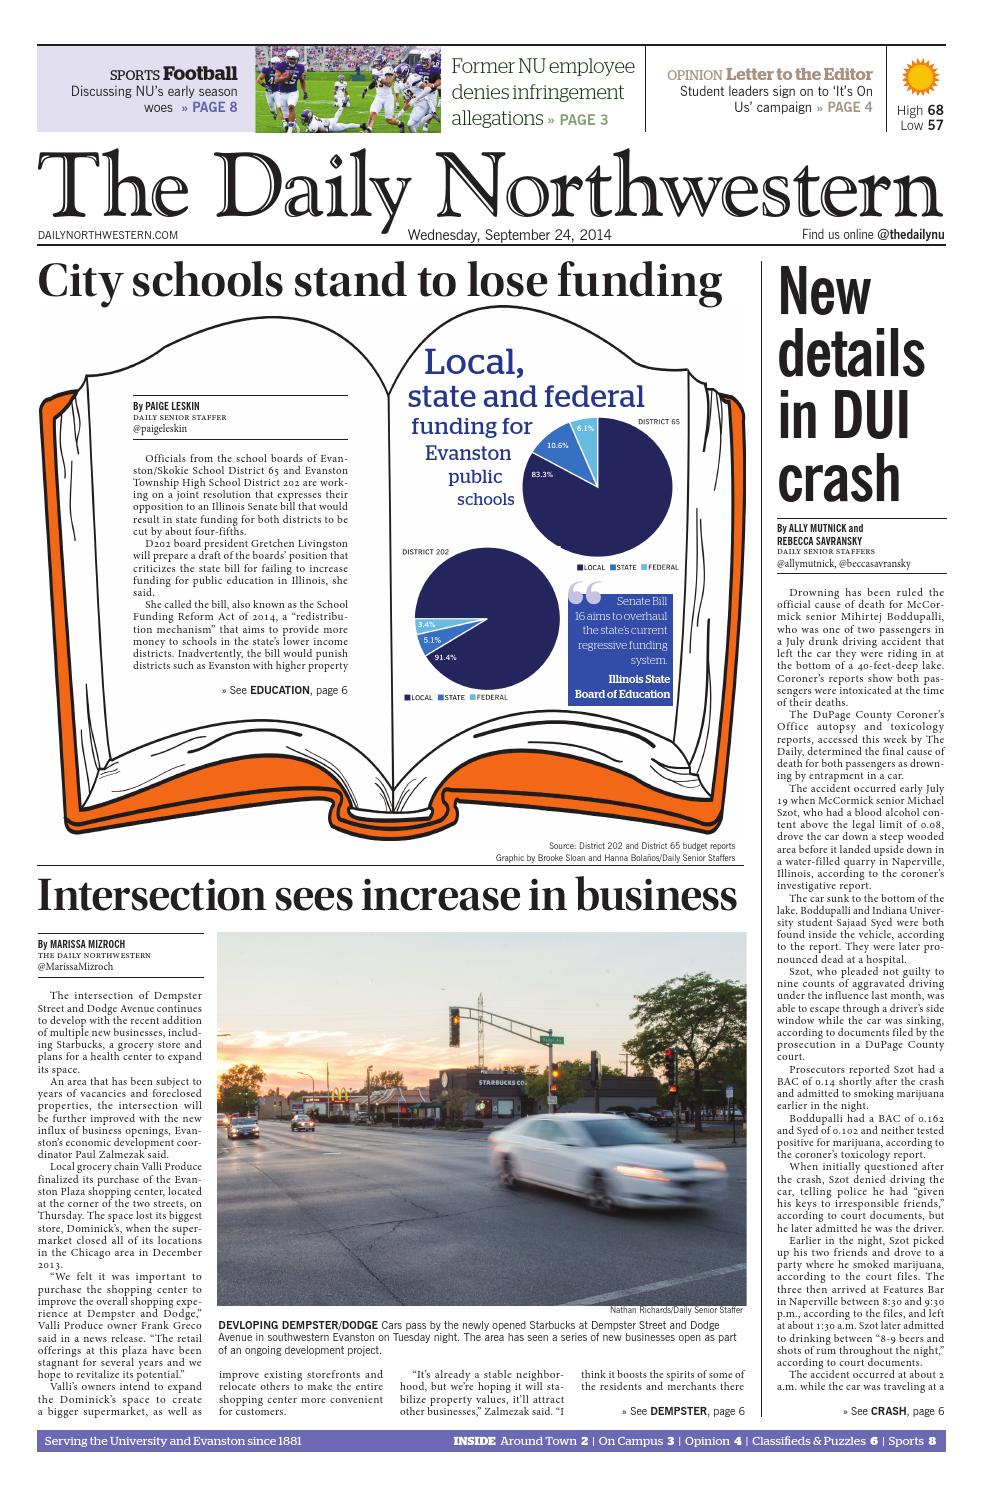 SPORTS Football
Discussing NU's early season
woes » PAGE 8
Former NU employee
denies infringement
allegations » PAGE 3
OPINION Letter to the Editor
Student leaders sign on to 'It's On
Us' campaign » PAGE 4
High 68
Low 57
The Daily Northwestern
DAILYNORTHWESTERN.COM
Wednesday, September 24, 2014
Find us online @thedailynu
City schools stand to lose funding
By PAIGE LESKIN
DAILY SENIOR STAFFER
@paigeleskin
Officials from the school boards of Evan-
ston/Skokie School District 65 and Evanston
Township High School District 202 are work-
ing on a joint resolution that expresses their
opposition to an Illinois Senate bill that would
result in state funding for both districts to be
cut by about four-fifths.
D202 board president Gretchen Livingston
will prepare a draft of the boards' position that
criticizes the state bill for failing to increase
funding for public education in Illinois, she
said.
She called the bill, also known as the School
Funding Reform Act of 2014, a "redistribu-
tion mechanism" that aims to provide more
money to schools in the state's lower income
districts. Inadvertently, the bill would punish
districts such as Evanston with higher property
» See EDUCATION, page 6
Local,
state and federal
funding for
Evanston
public
schools
DISTRICT 65
6.1%
10.6%
83.3%
LOCAL STATE FEDERAL
DISTRICT 202
3.4%
5.1%
91.4%
LOCAL STATE FEDERAL
“
Senate Bill
16 aims to overhaul
the state's current
regressive funding
system.
Illinois State
Board of Education
Source: District 202 and District 65 budget reports
Graphic by Brooke Sloan and Hanna Bolaños/Daily Senior Staffers
Intersection sees increase in business
By MARISSA MIZROCH
THE DAILY NORTHWESTERN
@MarissaMizroch
The intersection of Dempster
Street and Dodge Avenue continues
to develop with the recent addition
of multiple new businesses, includ-
ing Starbucks, a grocery store and
plans for a health center to expand
its space.
An area that has been subject to
years of vacancies and foreclosed
properties, the intersection will
be further improved with the new
influx of business openings, Evan-
ston's economic development coor-
dinator Paul Zalmezak said.
Local grocery chain Valli Produce
finalized its purchase of the Evan-
ston Plaza shopping center, located
at the corner of the two streets, on
Thursday. The space lost its biggest
store, Dominick's, when the super-
market closed all of its locations
in the Chicago area in December
2013.
"We felt it was important to
purchase the shopping center to
improve the overall shopping expe-
rience at Dempster and Dodge,"
Valli Produce owner Frank Greco
said in a news release. "The retail
offerings at this plaza have been
stagnant for several years and we
hope to revitalize its potential."
Valli's owners intend to expand
the Dominick's space to create
a bigger supermarket, as well as
STARBUCKS CO
Nathan Richards/Daily Senior Staffer
DEVLOPING DEMPSTER/DODGE Cars pass by the newly opened Starbucks at Dempster Street and Dodge
Avenue in southwestern Evanston on Tuesday night. The area has seen a series of new businesses open as part
of an ongoing development project.
improve existing storefronts and
relocate others to make the entire
shopping center more convenient
for customers.
"It's already a stable neighbor-
hood, but we're hoping it will sta-
bilize property values, it'll attract
other businesses," Zalmezak said. "I
think it boosts the spirits of some of
the residents and merchants there
» See DEMPSTER, page 6
New
details
in DUI
crash
By ALLY MUTNICK and
REBECCA SAVRANSKY
DAILY SENIOR STAFFERS
@allymutnick, @beccasavransky
Drowning has been ruled the
official cause of death for McCor-
mick senior Mihirtej Boddupalli,
who was one of two passengers in
a July drunk driving accident that
left the car they were riding in at
the bottom of a 40-feet-deep lake.
Coroner's reports show both pas-
sengers were intoxicated at the time
of their deaths.
The DuPage County Coroner's
Office autopsy and toxicology
reports, accessed this week by The
Daily, determined the final cause of
death for both passengers as drown-
ing by entrapment in a car.
The accident occurred early July
19 when McCormick senior Michael
Szot, who had a blood alcohol con-
tent above the legal limit of 0.08,
drove the car down a steep wooded
area before it landed upside down in
a water-filled quarry in Naperville,
Illinois, according to the coroner's
investigative report.
The car sunk to the bottom of the
lake. Boddupalli and Indiana Univer-
sity student Sajaad Syed were both
found inside the vehicle, according
to the report. They were later pro-
nounced dead at a hospital.
Szot, who pleaded not guilty to
nine counts of aggravated driving
under the influence last month, was
able to escape through a driver's side
window while the car was sinking,
according to documents filed by the
prosecution in a DuPage County
court.
Prosecutors reported Szot had a
BAC of 0.14 shortly after the crash
and admitted to smoking marijuana
earlier in the night.
Boddupalli had a BAC of 0.162
and Syed of 0.102 and neither tested
positive for marijuana, according to
the coroner's toxicology report.
When initially questioned after
the crash, Szot denied driving the
car, telling police he had "given
his keys to irresponsible friends,"
according to court documents, but
he later admitted he was the driver.
Earlier in the night, Szot picked
up his two friends and drove to a
party where he smoked marijuana,
according to the court files. The
three then arrived at Features Bar
in Naperville between 8:30 and 9:30
p.m., according to the files, and left
at about 1:30 a.m. Szot later admitted
to drinking between "8-9 beers and
shots of rum throughout the night,"
according to court documents.
The accident occurred at about 2
a.m. while the car was traveling at a
» See CRASH, page 6
Serving the University and Evanston since 1881
INSIDE Around Town 2 | On Campus 3 | Opinion 4 | Classifieds & Puzzles 6 | Sports 8